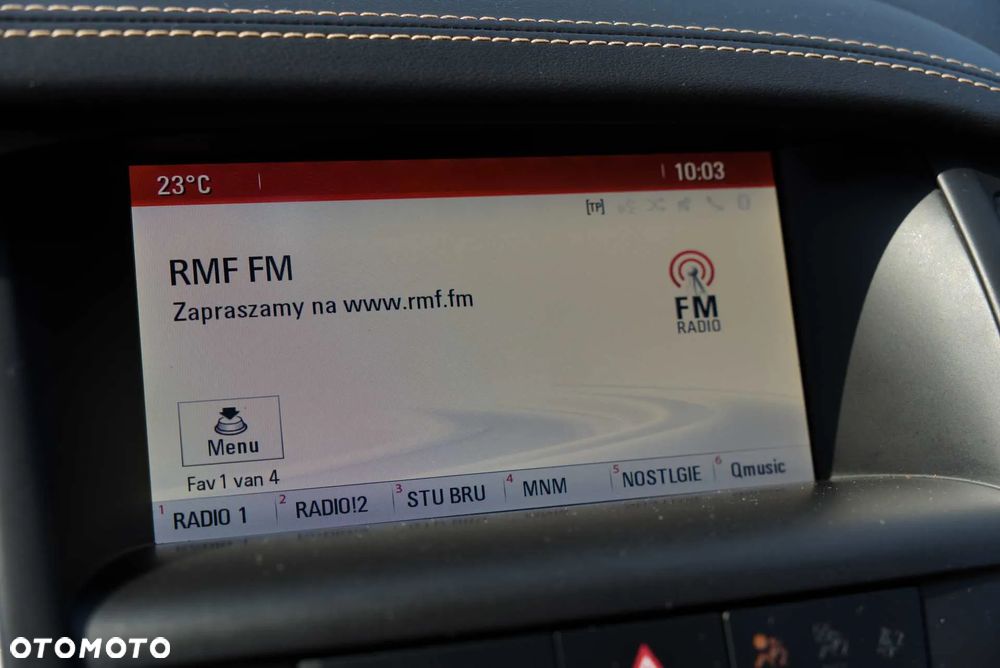 23°C
10:03
[TP]
RMF FM
Zapraszamy na www.rmf.fm
FM
RADIO
Menu
Fav 1 van 4
1 RADIO 1
2 RADIO!2
3 STU BRU
4 MNM
5 NOSTLGIE
6 Qmusic
OTOMOTO